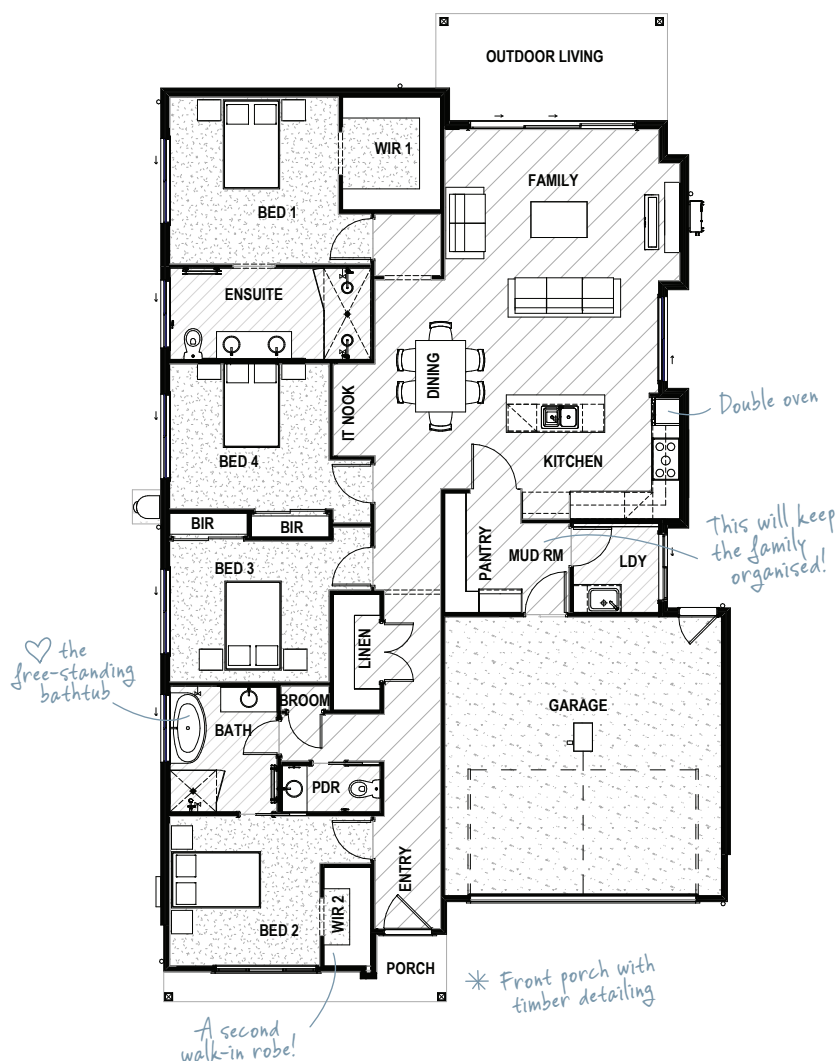 OUTDOOR LIVING
WIR 1
FAMILY
BED 1
ENSUITE
DINING
IT NOOK
Double oven
BED 4
KITCHEN
BIR
BIR
This will keep
the family
organised!
PANTRY
MUD RM
LDY
BED 3
LINEN
♡ the
free-standing
bathtub
BROOM
BATH
GARAGE
PDR
ENTRY
WIR 2
BED 2
PORCH
* Front porch with
timber detailing
A second
walk-in robe!